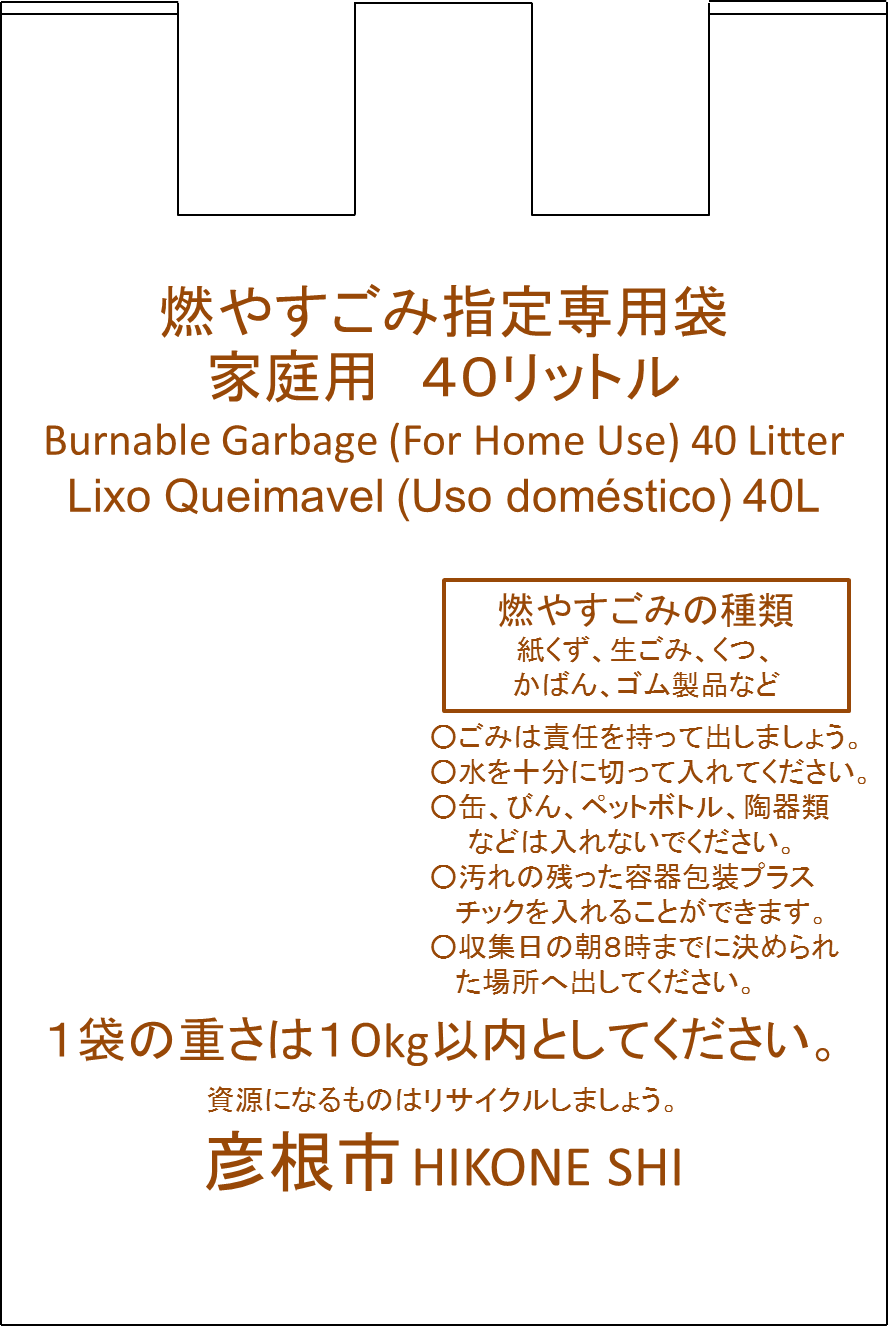 燃やすごみ指定専用袋
家庭用　４０リットル
Burnable Garbage (For Home Use) 40 Litter
Lixo Queimavel (Uso doméstico) 40L
燃やすごみの種類
紙くず、生ごみ、くつ、
かばん、ゴム製品など
○ごみは責任を持って出しましょう。
○水を十分に切って入れてください。
○缶、びん、ペットボトル、陶器類
などは入れないでください。
○汚れの残った容器包装プラス
チックを入れることができます。
○収集日の朝８時までに決められ
た場所へ出してください。
１袋の重さは１０kg以内としてください。
資源になるものはリサイクルしましょう。
彦根市 HIKONE SHI